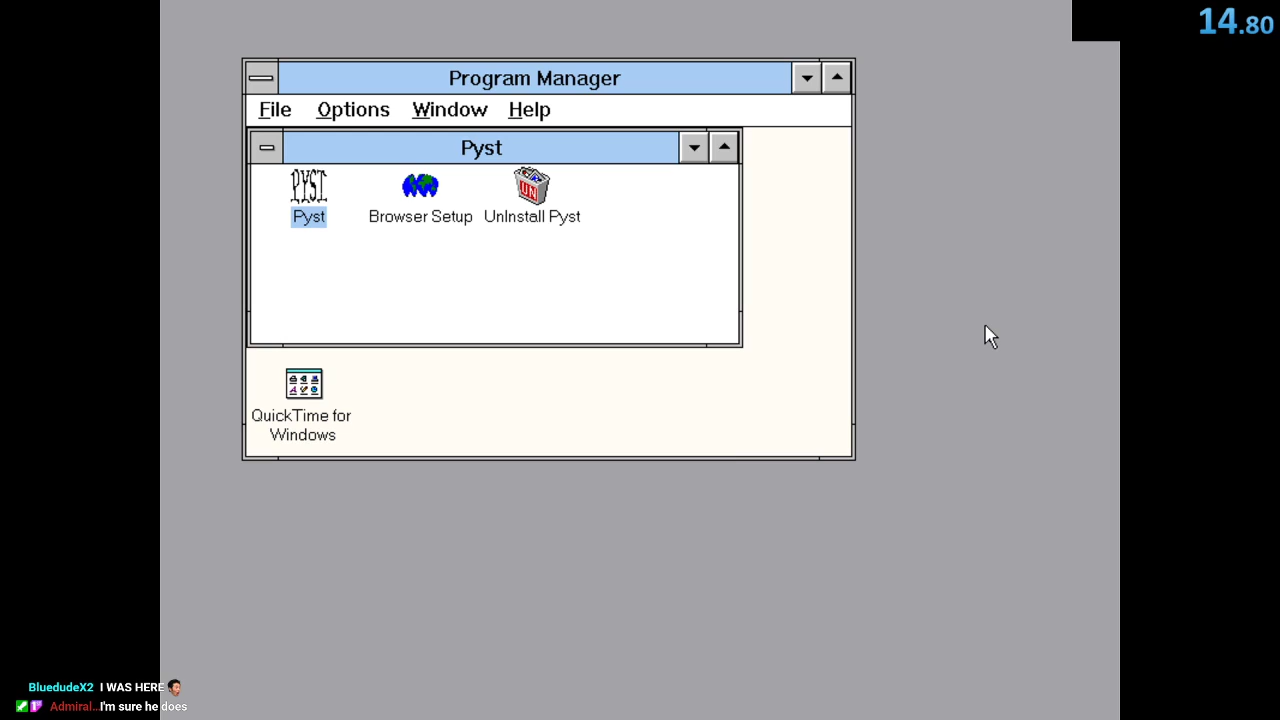 14.80
Program Manager
File Options Window Help
Pyst
PYST
UN
Pyst Browser Setup UnInstall Pyst
QuickTime for
Windows
BluedudeX2 I WAS HERE
Admiral... I'm sure he does